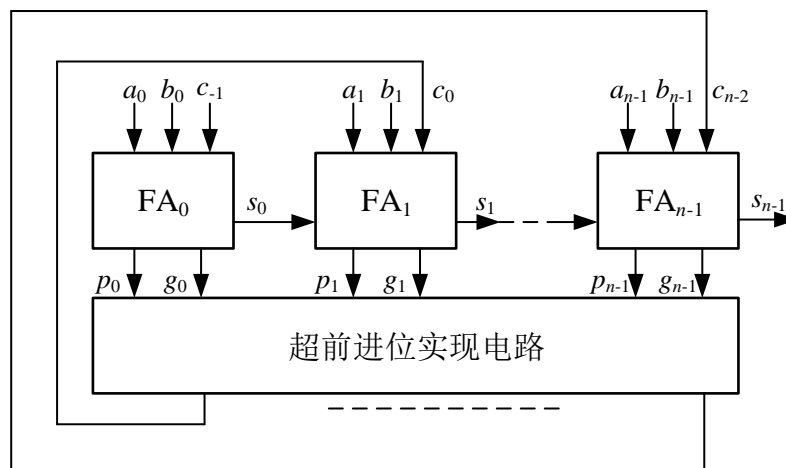 a₀ b₀ c₋₁ a₁ b₁ c₀ aₙ₋₁ bₙ₋₁ cₙ₋₂
FA₀ s₀ FA₁ s₁ FAₙ₋₁ sₙ₋₁
p₀ g₀ p₁ g₁ pₙ₋₁ gₙ₋₁
超前进位实现电路